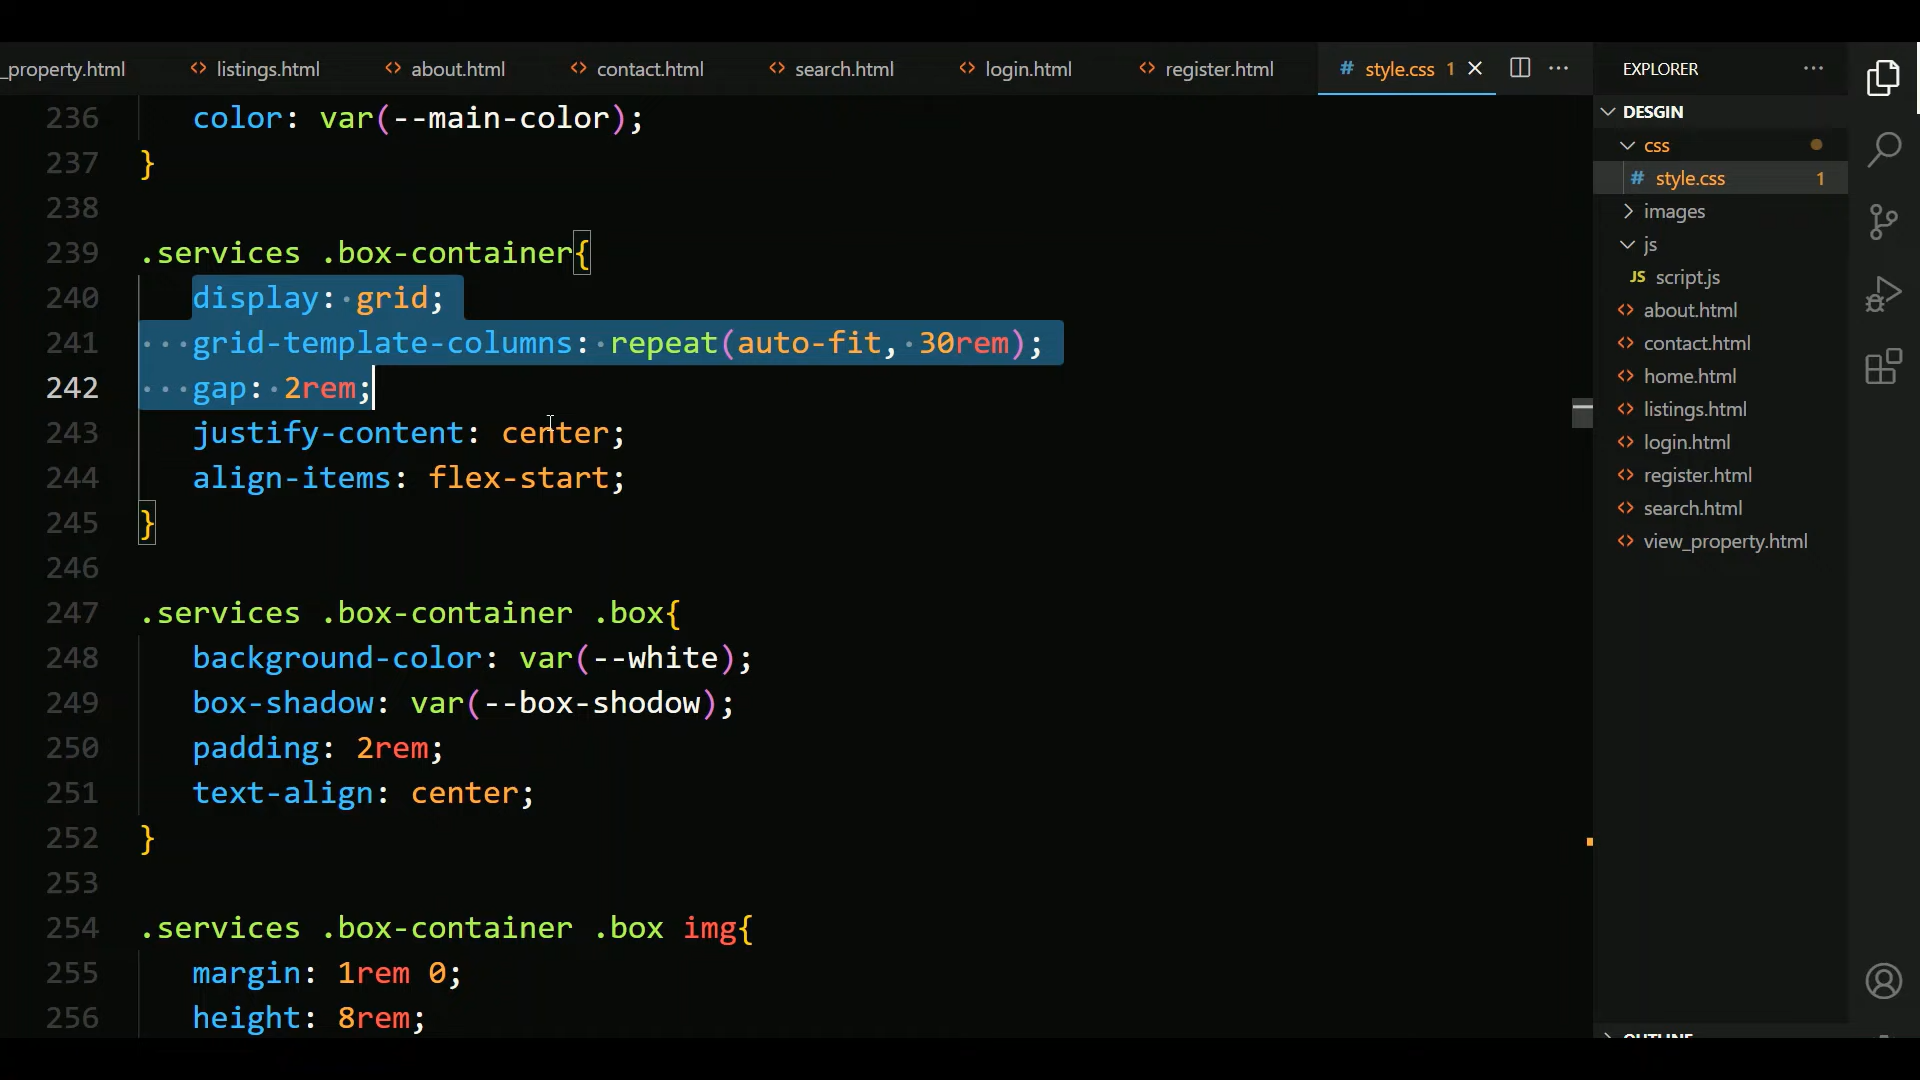 _property.html listings.html about.html contact.html search.html login.html register.html # style.css 1
EXPLORER
DESGIN
css
# style.css 1
images
js
JS script.js
about.html
contact.html
home.html
listings.html
login.html
register.html
search.html
view_property.html
236 color: var(--main-color);
237 }
238
239 .services .box-container{
240 display: grid;
241 grid-template-columns: repeat(auto-fit, 30rem);
242 gap: 2rem;
243 justify-content: center;
244 align-items: flex-start;
245 }
246
247 .services .box-container .box{
248 background-color: var(--white);
249 box-shadow: var(--box-shodow);
250 padding: 2rem;
251 text-align: center;
252 }
253
254 .services .box-container .box img{
255 margin: 1rem 0;
256 height: 8rem;
OUTLINE